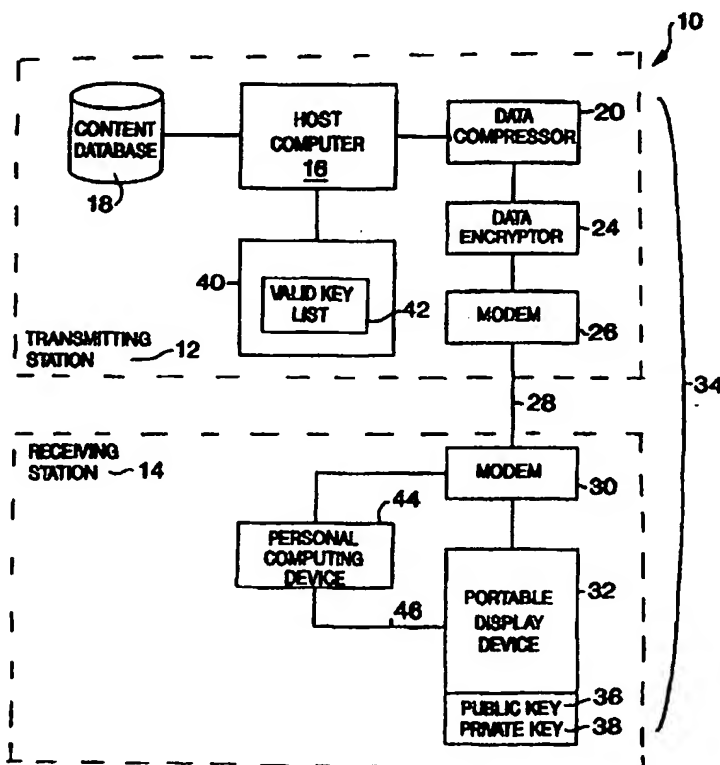 10
CONTENT
DATABASE
18
HOST
COMPUTER
16
DATA
COMPRESSOR
20
DATA
ENCRYPTOR
24
40
VALID KEY
LIST
42
MODEM
26
TRANSMITTING
STATION 12
28
34
RECEIVING
STATION 14
MODEM
30
44
PERSONAL
COMPUTING
DEVICE
46
PORTABLE
DISPLAY
DEVICE
32
PUBLIC KEY 36
PRIVATE KEY 38